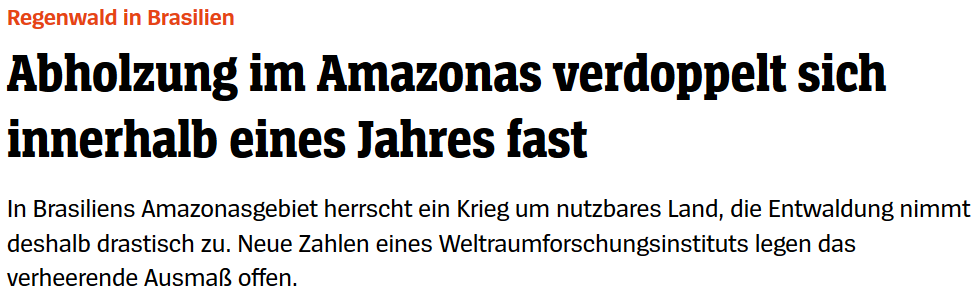 Regenwald in Brasilien
Abholzung im Amazonas verdoppelt sich
innerhalb eines Jahres fast
In Brasiliens Amazonasgebiet herrscht ein Krieg um nutzbares Land, die Entwaldung nimmt
deshalb drastisch zu. Neue Zahlen eines Weltraumforschungsinstituts legen das
verheerende Ausmaß offen.